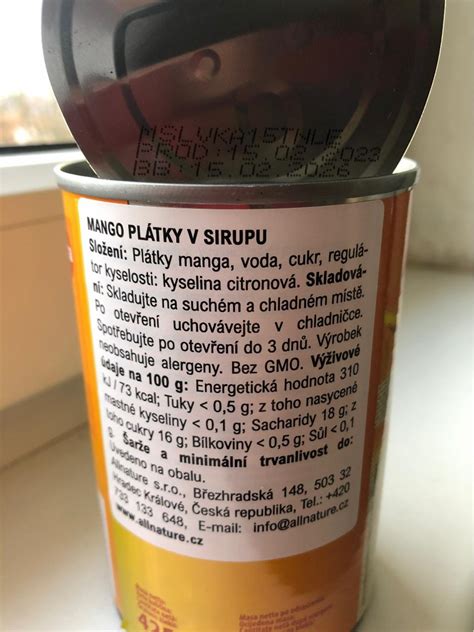 MSLVKA15TNLE
PROD:15.02.2023
BB:15.02.2026
MANGO PLÁTKY V SIRUPU
Složení: Plátky manga, voda, cukr, regulá-
tor kyselosti: kyselina citronová. Skladová-
ní: Skladujte na suchém a chladném místě.
Po otevření uchovávejte v chladničce.
Spotřebujte po otevření do 3 dnů. Výrobek
neobsahuje alergeny. Bez GMO. Výživové
údaje na 100 g: Energetická hodnota 310
kJ / 73 kcal; Tuky < 0,5 g; z toho nasycené
mastné kyseliny < 0,1 g; Sacharidy 18 g; z
toho cukry 16 g; Bílkoviny < 0,5 g; Sůl < 0,1
g. Šarže a minimální trvanlivost do:
Uvedeno na obalu.
Allnature s.r.o., Březhradská 148, 503 32
Hradec Králové, Česká republika, Tel.: +420
733 133 648, E-mail: info@allnature.cz
www.allnature.cz
425